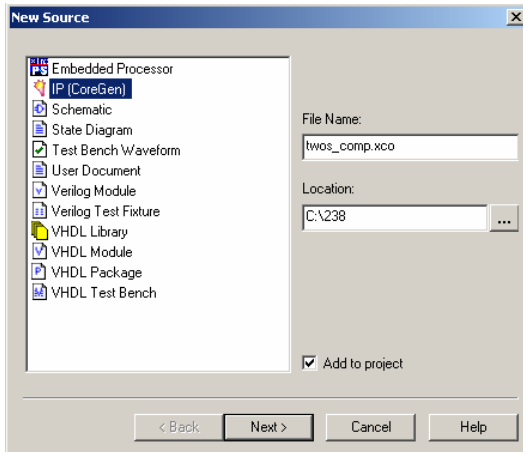 New Source
Embedded Processor
IP (CoreGen)
Schematic
State Diagram
Test Bench Waveform
User Document
Verilog Module
Verilog Test Fixture
VHDL Library
VHDL Module
VHDL Package
VHDL Test Bench
File Name:
twos_comp.xco
Location:
C:\238
...
Add to project
< Back
Next >
Cancel
Help